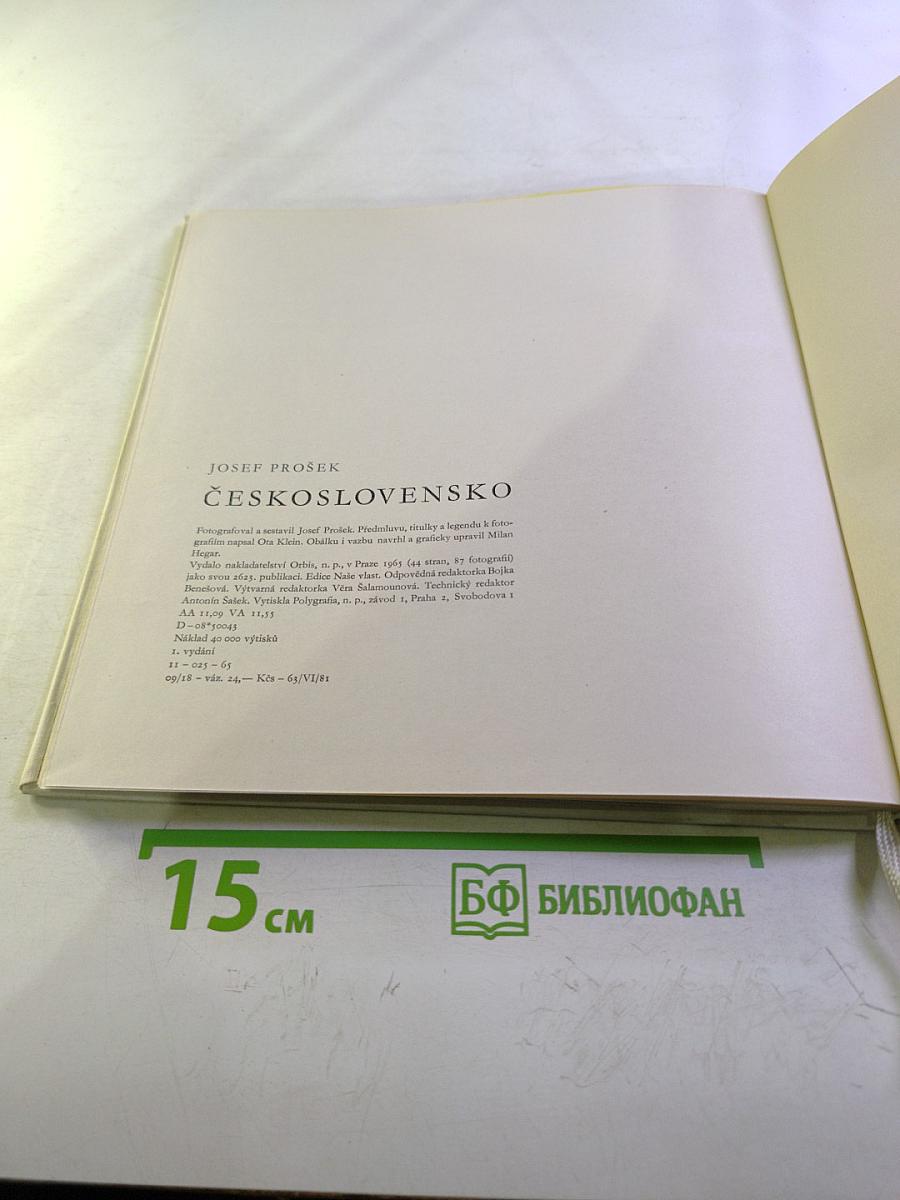 JOSEF PROŠEK
ČESKOSLOVENSKO
Fotografoval a sestavil Josef Prošek. Předmluvu, titulky a legendu k foto-
grafiím napsal Ota Klein. Obálku i vazbu navrhl a graficky upravil Milan
Hegar.
Vydalo nakladatelství Orbis, n. p., v Praze 1965 (44 stran, 87 fotografií)
jako svou 2625. publikaci. Edice Naše vlast. Odpovědná redaktorka Bojka
Benešová. Výtvarná redaktorka Věra Šalamounová. Technický redaktor
Antonín Šašek. Vytiskla Polygrafia, n. p., závod 1, Praha 2, Svobodova 1
AA 11,09 VA 11,55
D – 08*50043
Náklad 40 000 výtisků
1. vydání
11 – 025 – 65
09/18 – váz. 24,— Kčs – 63/VI/81
15 см
БФ БИБЛИОФАН